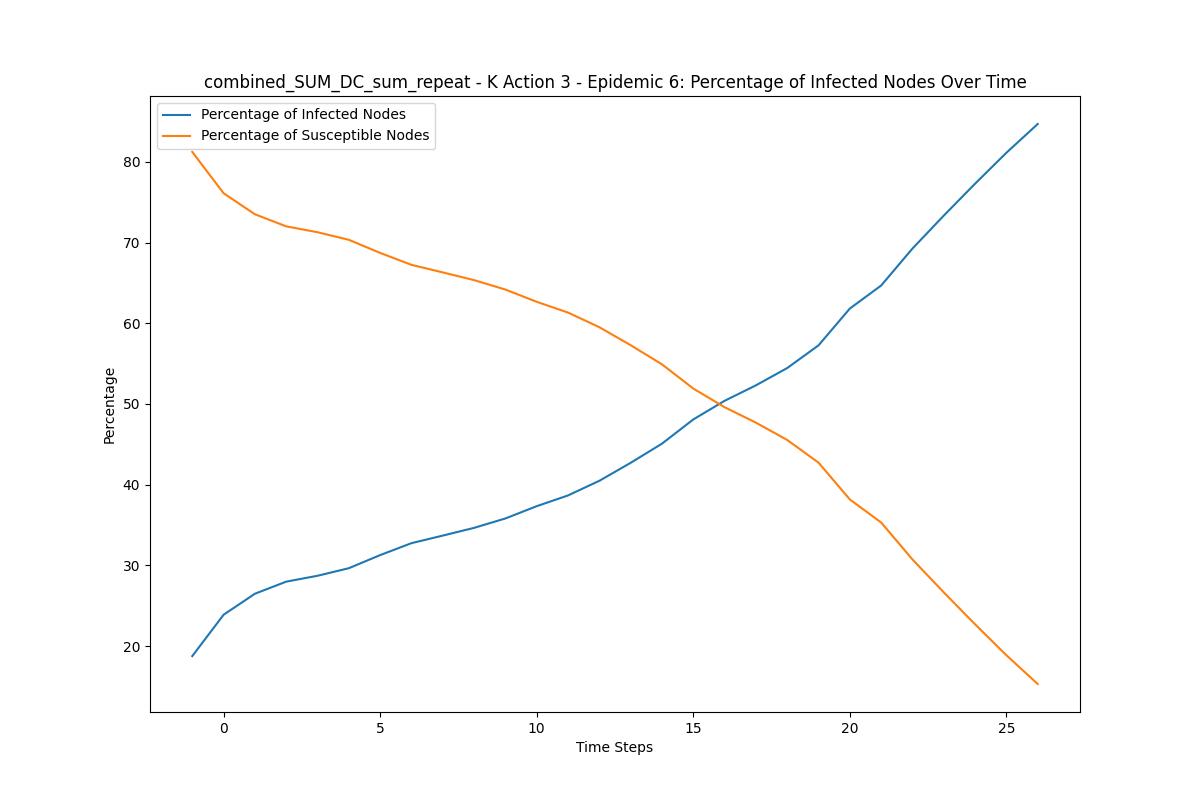 combined_SUM_DC_sum_repeat - K Action 3 - Epidemic 6: Percentage of Infected Nodes Over Time
Percentage of Infected Nodes
Percentage of Susceptible Nodes
80
70
60
50
40
30
20
Percentage
0 5 10 15 20 25
Time Steps